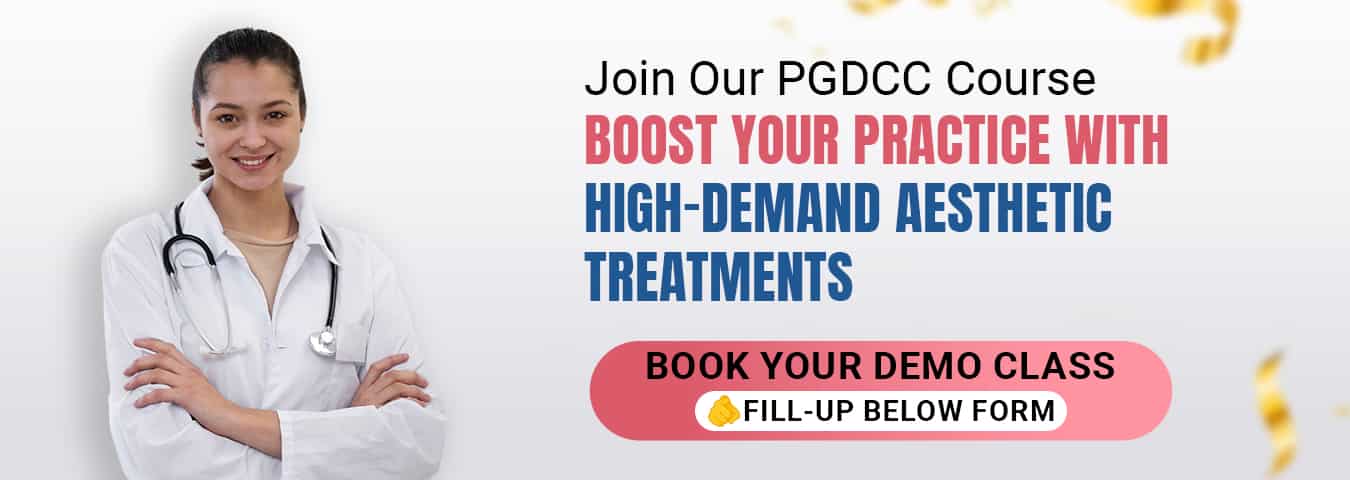 Join Our PGDCC Course
BOOST YOUR PRACTICE WITH
HIGH-DEMAND AESTHETIC
TREATMENTS
BOOK YOUR DEMO CLASS
FILL-UP BELOW FORM